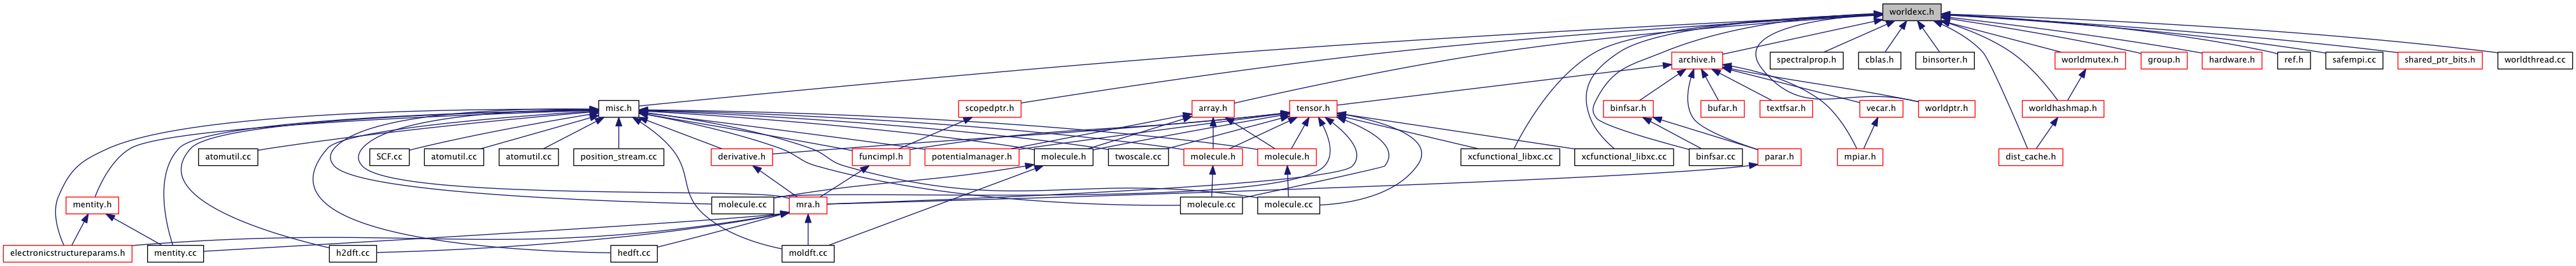 worldexc.h
archive.h
spectralprop.h
cblas.h
binsorter.h
worldmutex.h
group.h
hardware.h
ref.h
safempi.cc
shared_ptr_bits.h
worldthread.cc
misc.h
scopedptr.h
array.h
tensor.h
binfsar.h
bufar.h
textfsar.h
vecar.h
worldptr.h
worldhashmap.h
atomutil.cc
SCF.cc
atomutil.cc
atomutil.cc
position_stream.cc
derivative.h
funcimpl.h
potentialmanager.h
molecule.h
twoscale.cc
molecule.h
molecule.h
xcfunctional_libxc.cc
xcfunctional_libxc.cc
binfsar.cc
parar.h
mpiar.h
dist_cache.h
mentity.h
molecule.cc
mra.h
molecule.cc
molecule.cc
electronicstructureparams.h
mentity.cc
h2dft.cc
hedft.cc
moldft.cc